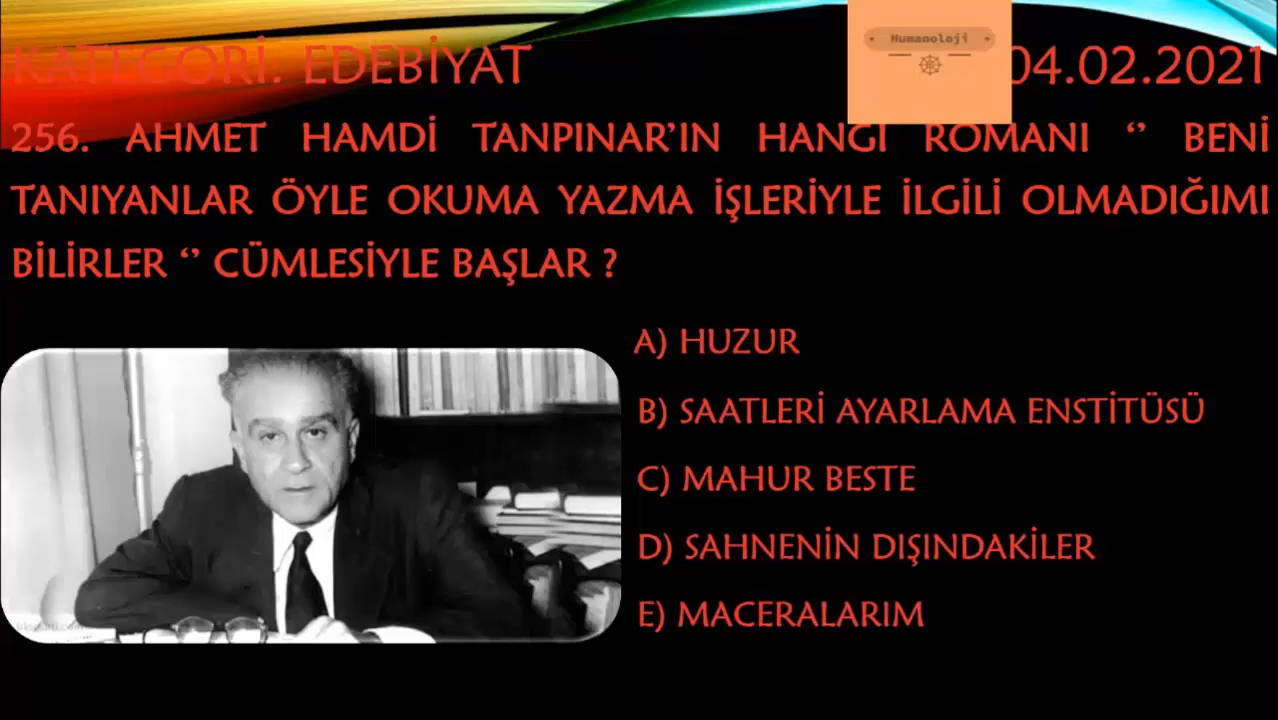 KATEGORİ. EDEBİYAT
Humanoloji
04.02.2021
256. AHMET HAMDİ TANPINAR'IN HANGİ ROMANI ‘’ BENİ
TANIYANLAR ÖYLE OKUMA YAZMA İŞLERİYLE İLGİLİ OLMADIĞIMI
BİLİRLER ‘’ CÜMLESİYLE BAŞLAR ?
A) HUZUR
B) SAATLERİ AYARLAMA ENSTİTÜSÜ
C) MAHUR BESTE
D) SAHNENİN DIŞINDAKİLER
E) MACERALARIM